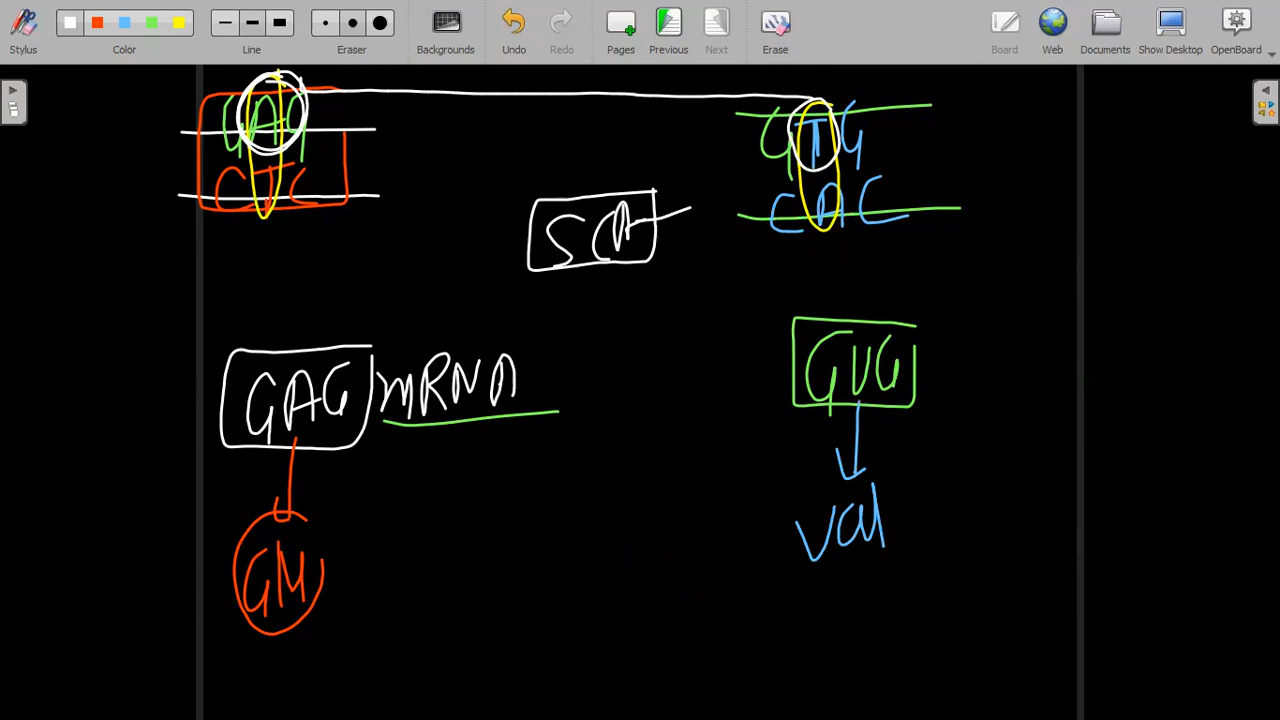 Stylus Color Line Eraser Backgrounds Undo Redo Pages Previous Next Erase Board Web Documents Show Desktop OpenBoard
GAG GTG
CTC CAC
SCA
GAG mRNA GUG
Glu Val